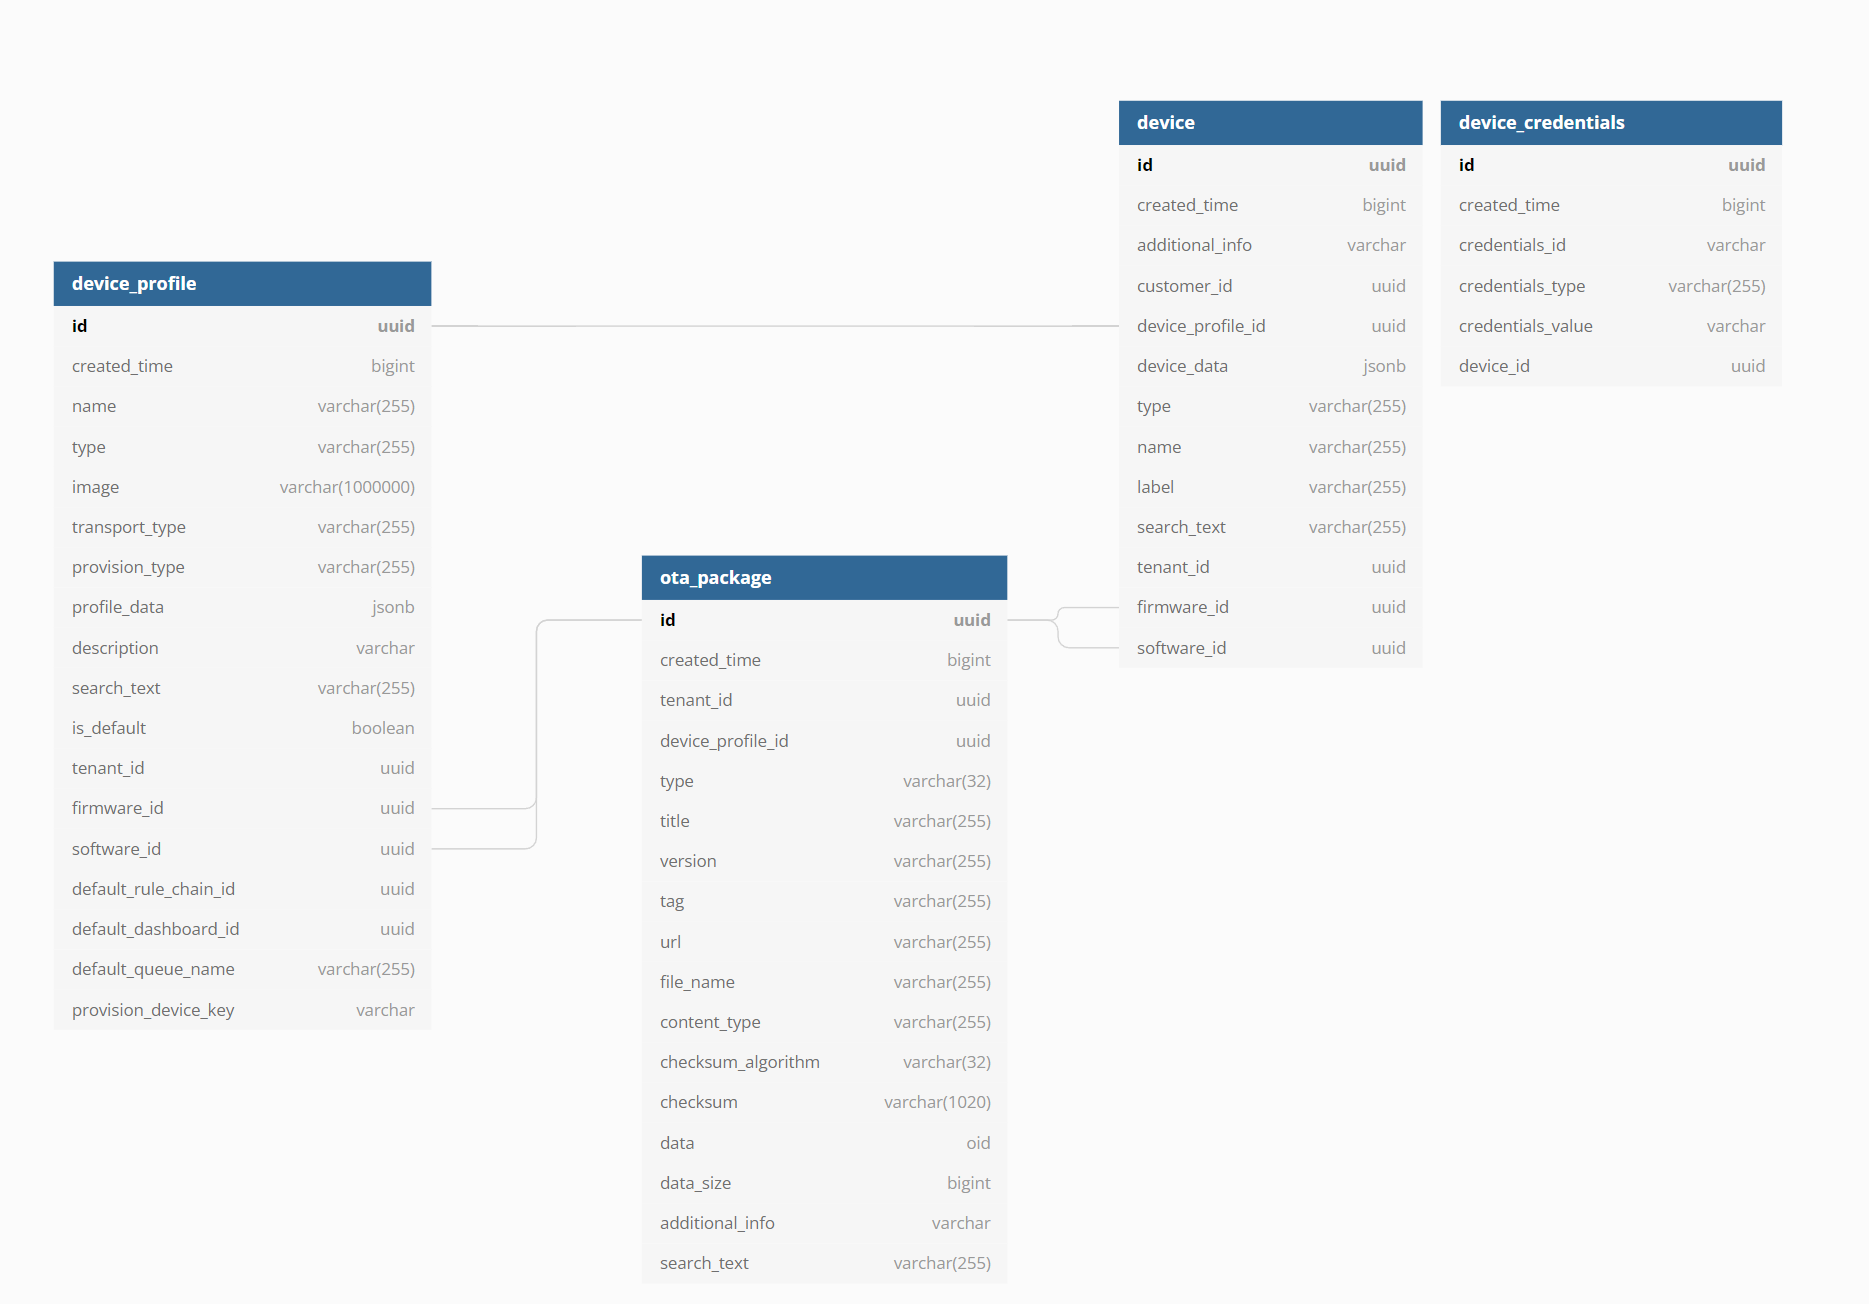 device_profile
id uuid
created_time bigint
name varchar(255)
type varchar(255)
image varchar(1000000)
transport_type varchar(255)
provision_type varchar(255)
profile_data jsonb
description varchar
search_text varchar(255)
is_default boolean
tenant_id uuid
firmware_id uuid
software_id uuid
default_rule_chain_id uuid
default_dashboard_id uuid
default_queue_name varchar(255)
provision_device_key varchar
ota_package
id uuid
created_time bigint
tenant_id uuid
device_profile_id uuid
type varchar(32)
title varchar(255)
version varchar(255)
tag varchar(255)
url varchar(255)
file_name varchar(255)
content_type varchar(255)
checksum_algorithm varchar(32)
checksum varchar(1020)
data oid
data_size bigint
additional_info varchar
search_text varchar(255)
device
id uuid
created_time bigint
additional_info varchar
customer_id uuid
device_profile_id uuid
device_data jsonb
type varchar(255)
name varchar(255)
label varchar(255)
search_text varchar(255)
tenant_id uuid
firmware_id uuid
software_id uuid
device_credentials
id uuid
created_time bigint
credentials_id varchar
credentials_type varchar(255)
credentials_value varchar
device_id uuid